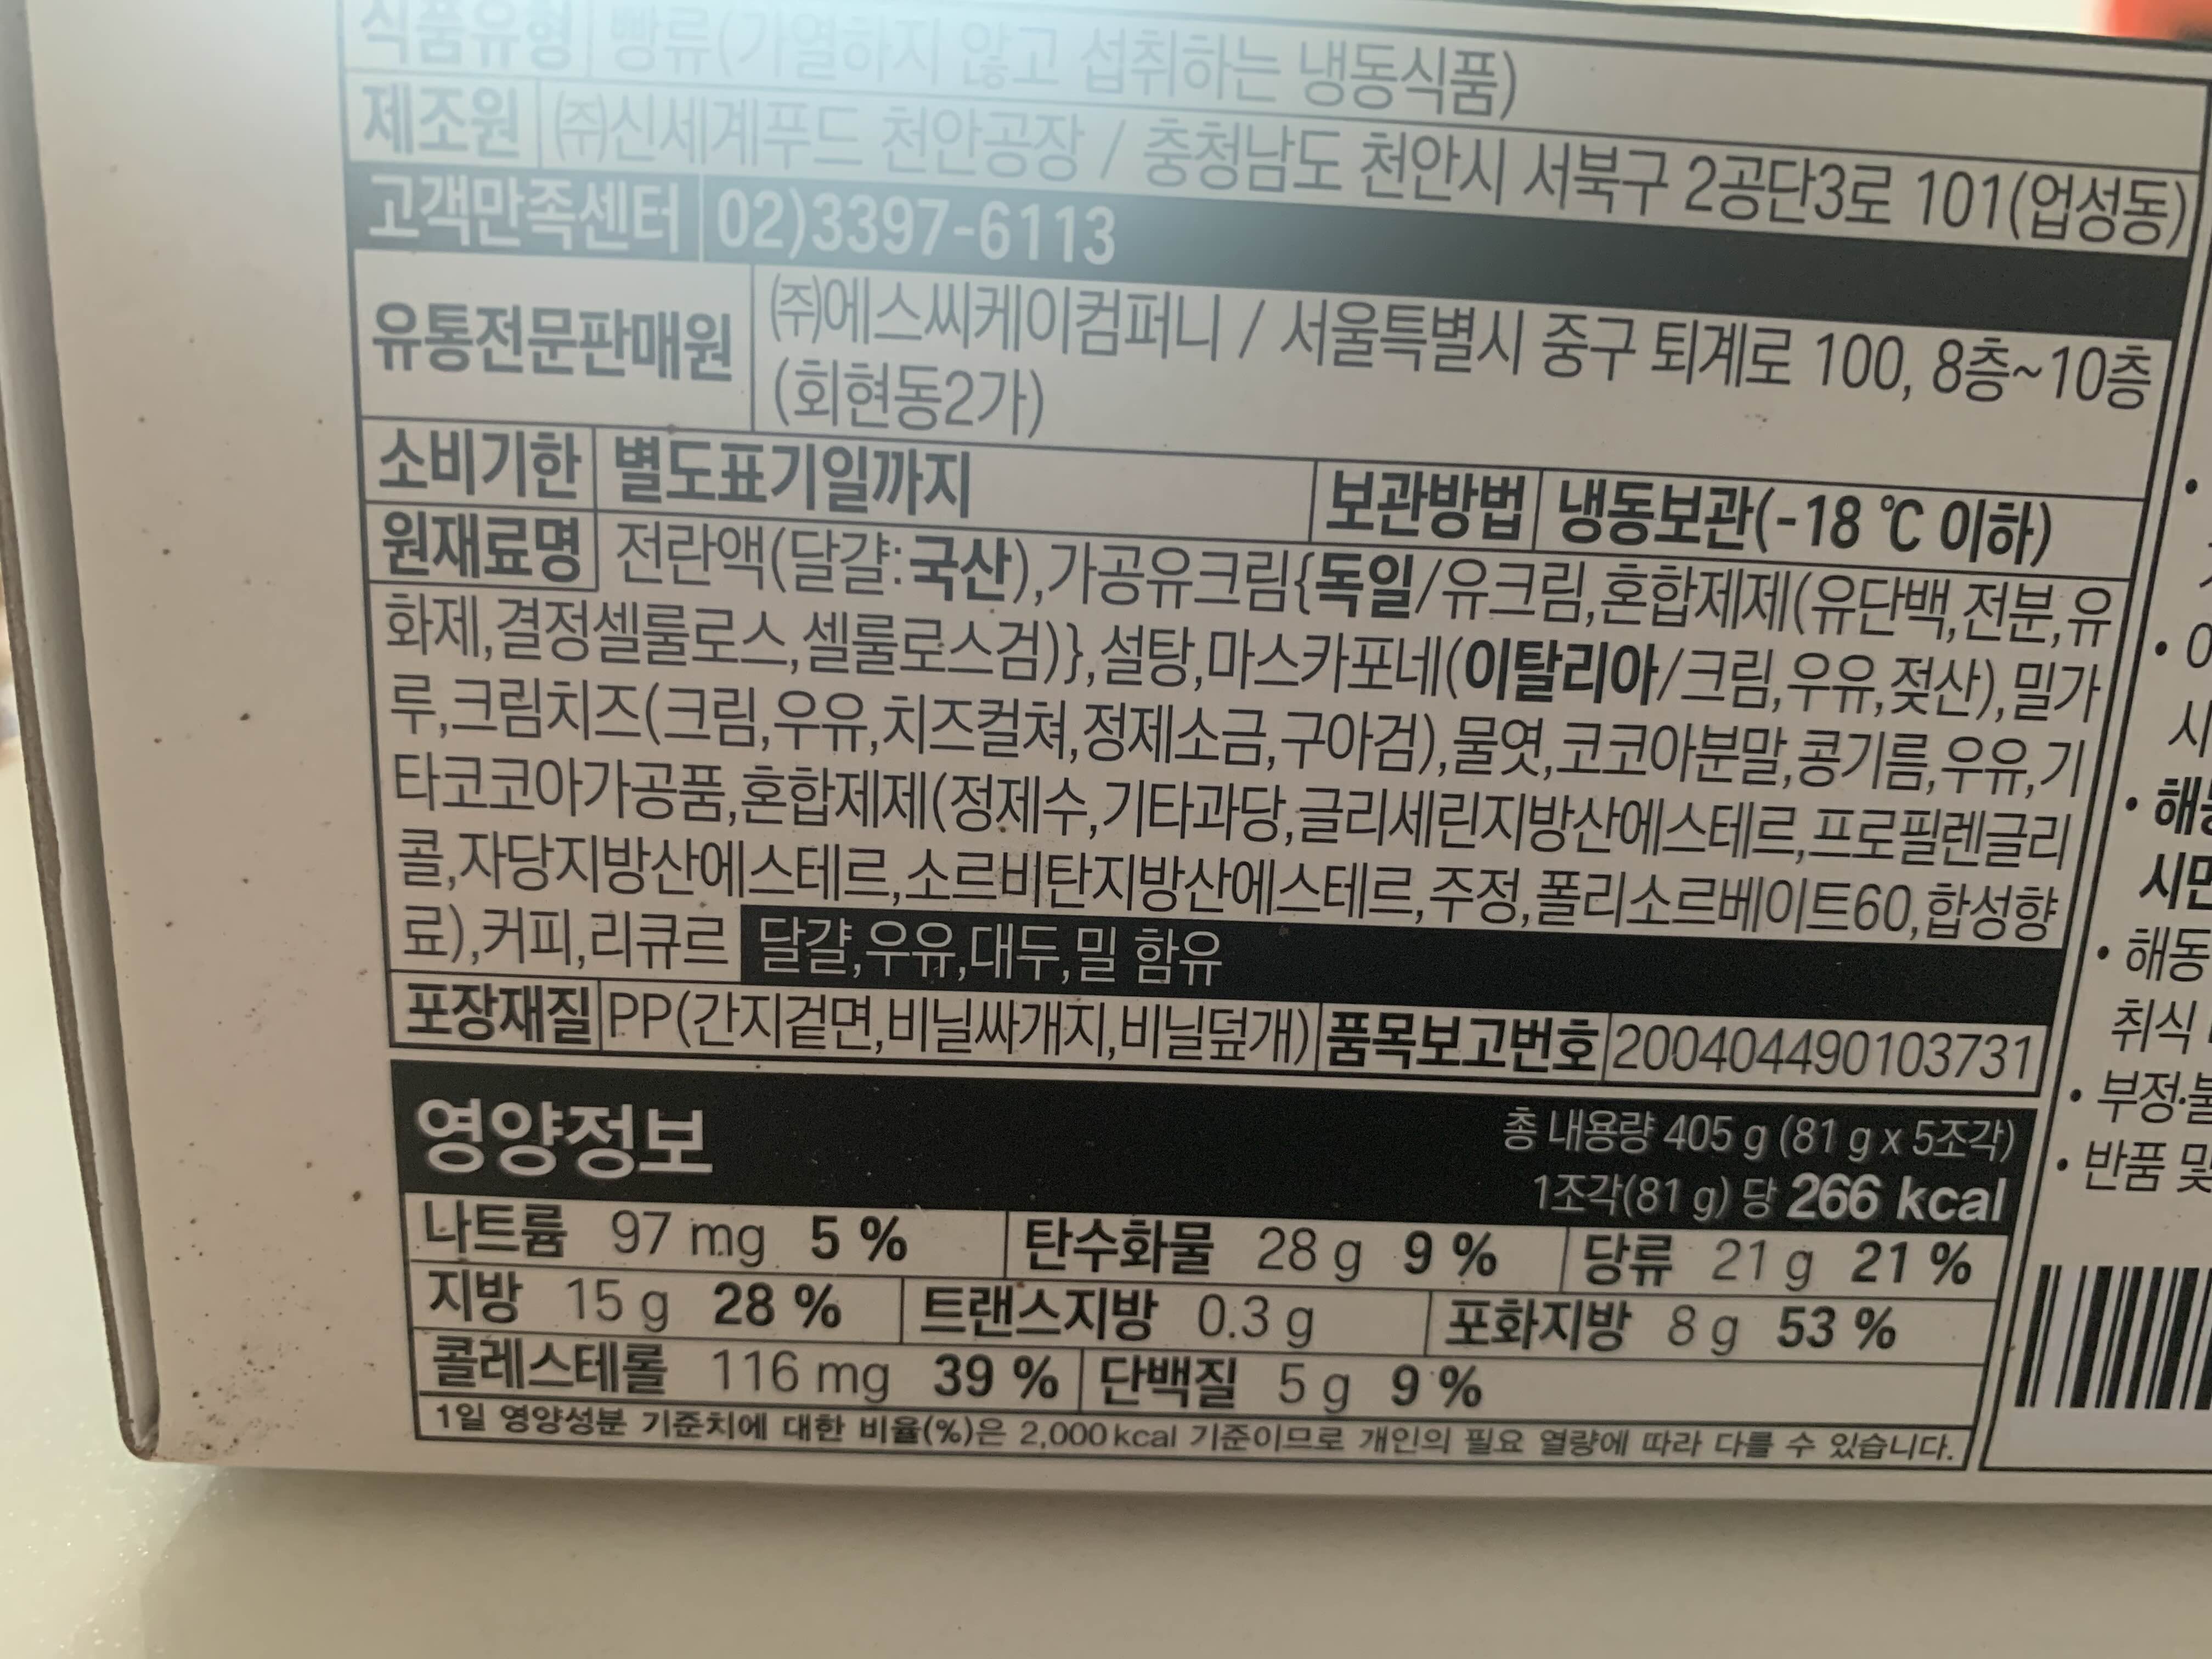 식품유형 빵류(가열하지 않고 섭취하는 냉동식품)
제조원 ㈜신세계푸드 천안공장 / 충청남도 천안시 서북구 2공단3로 101(업성동)
고객만족센터 02)3397-6113
유통전문판매원 ㈜에스씨케이컴퍼니 / 서울특별시 중구 퇴계로 100, 8층~10층
(회현동2가)
소비기한 별도표기일까지 보관방법 냉동보관(-18 ℃ 이하)
원재료명 전란액(달걀:국산),가공유크림{독일/유크림,혼합제제(유단백,전분,유
화제,결정셀룰로스,셀룰로스검)},설탕,마스카포네(이탈리아/크림,우유,젖산),밀가
루,크림치즈(크림,우유,치즈컬쳐,정제소금,구아검),물엿,코코아분말,콩기름,우유,기
타코코아가공품,혼합제제(정제수,기타과당,글리세린지방산에스테르,프로필렌글리
콜,자당지방산에스테르,소르비탄지방산에스테르,주정,폴리소르베이트60,합성향
료),커피,리큐르 달걀,우유,대두,밀 함유
포장재질 PP(간지겉면,비닐싸개지,비닐덮개) 품목보고번호 200404490103731
영양정보
총 내용량 405 g (81 g x 5조각)
1조각(81 g) 당 266 kcal
나트륨 97 mg 5 % 탄수화물 28 g 9 % 당류 21 g 21 %
지방 15 g 28 % 트랜스지방 0.3 g 포화지방 8 g 53 %
콜레스테롤 116 mg 39 % 단백질 5 g 9 %
1일 영양성분 기준치에 대한 비율(%)은 2,000 kcal 기준이므로 개인의 필요 열량에 따라 다를 수 있습니다.
• 해동
취식
• 반품 및